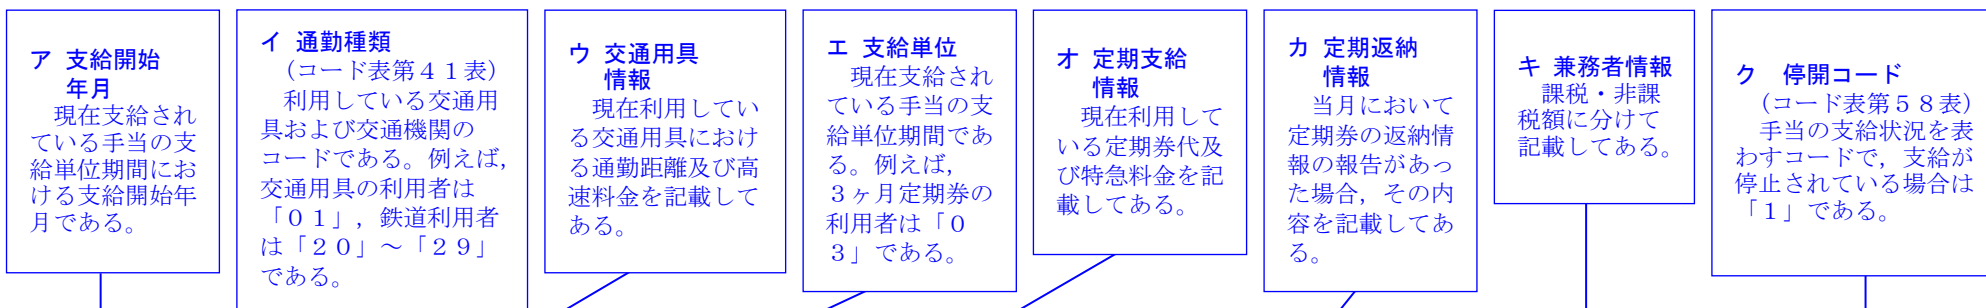 ア 支給開始
年月
現在支給され
ている手当の支
給単位期間にお
ける支給開始年
月である。
イ 通勤種類
（コード表第４１表）
利用している交通用
具および交通機関の
コードである。例えば，
交通用具の利用者は
「０１」，鉄道利用者
は「２０」～「２９」
である。
ウ 交通用具
情報
現在利用してい
る交通用具におけ
る通勤距離及び高
速料金を記載して
ある。
エ 支給単位
現在支給され
ている手当の支
給単位期間であ
る。例えば，
３ヶ月定期券の
利用者は「０
３」である。
オ 定期支給
情報
現在利用して
いる定期券代及
び特急料金を記
載してある。
カ 定期返納
情報
当月において
定期券の返納情
報の報告があっ
た場合，その内
容を記載してあ
る。
キ 兼務者情報
課税・非課
税額に分けて
記載してある。
ク 停開コード
（コード表第５８表）
手当の支給状況を表
わすコードで，支給が
停止されている場合は
「１」である。